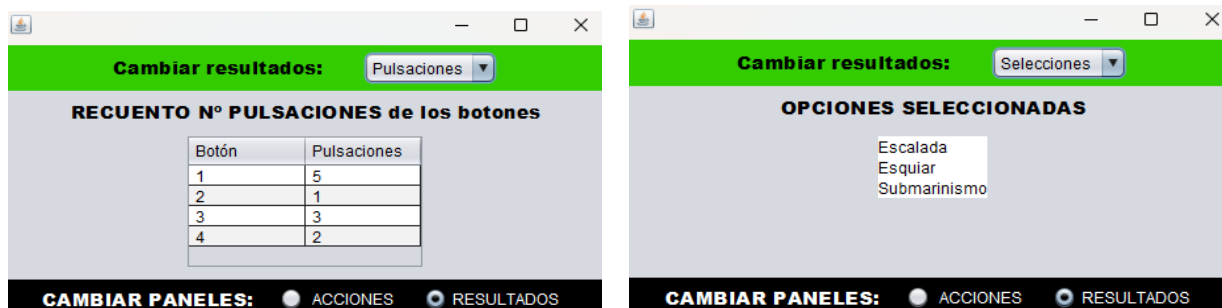 Cambiar resultados: Pulsaciones
RECUENTO Nº PULSACIONES de los botones
Botón Pulsaciones
1 5
2 1
3 3
4 2
CAMBIAR PANELES: ACCIONES RESULTADOS
Cambiar resultados: Selecciones
OPCIONES SELECCIONADAS
Escalada
Esquiar
Submarinismo
CAMBIAR PANELES: ACCIONES RESULTADOS